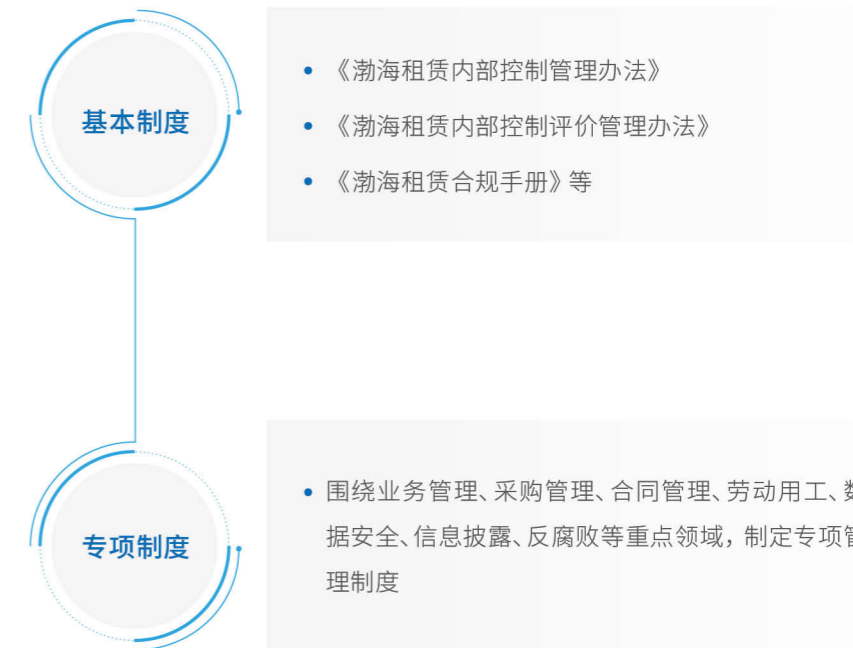 基本制度
《渤海租赁内部控制管理办法》
《渤海租赁内部控制评价管理办法》
《渤海租赁合规手册》等
专项制度
围绕业务管理、采购管理、合同管理、劳动用工、数
据安全、信息披露、反腐败等重点领域，制定专项管
理制度